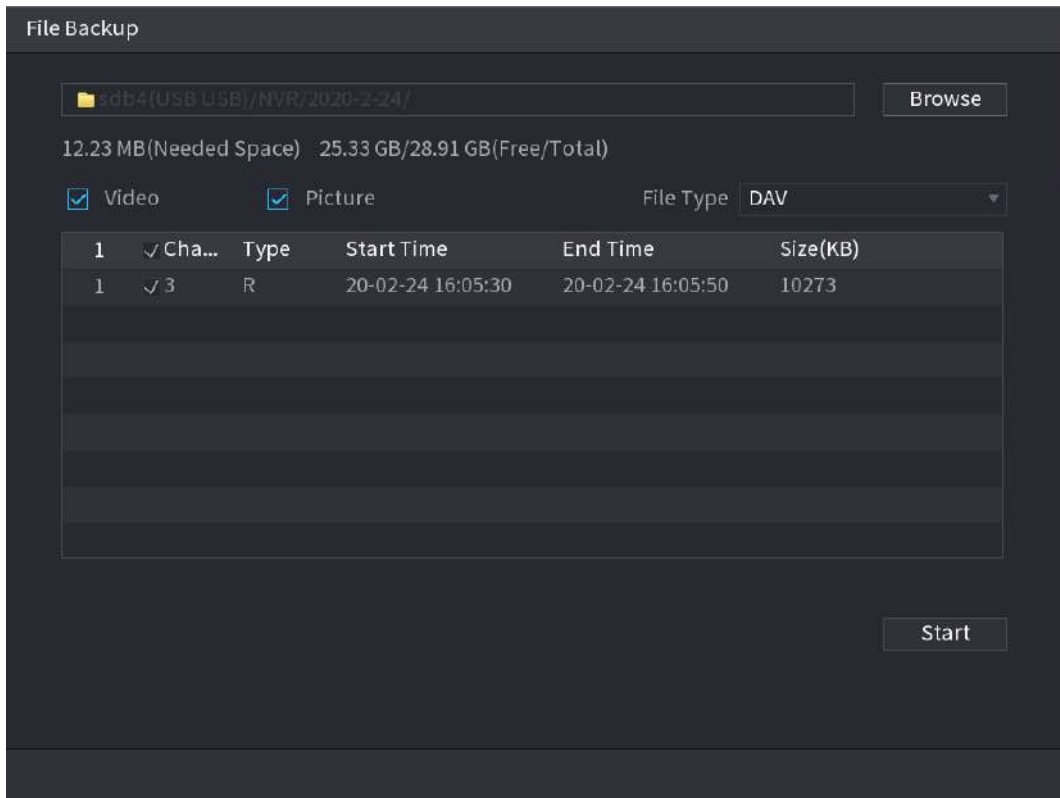 File Backup
sdb4(USB USB)/NVR/2020-2-24/ Browse
12.23 MB(Needed Space) 25.33 GB/28.91 GB(Free/Total)
Video Picture File Type DAV
1 Cha... Type Start Time End Time Size(KB)
1 3 R 20-02-24 16:05:30 20-02-24 16:05:50 10273
Start